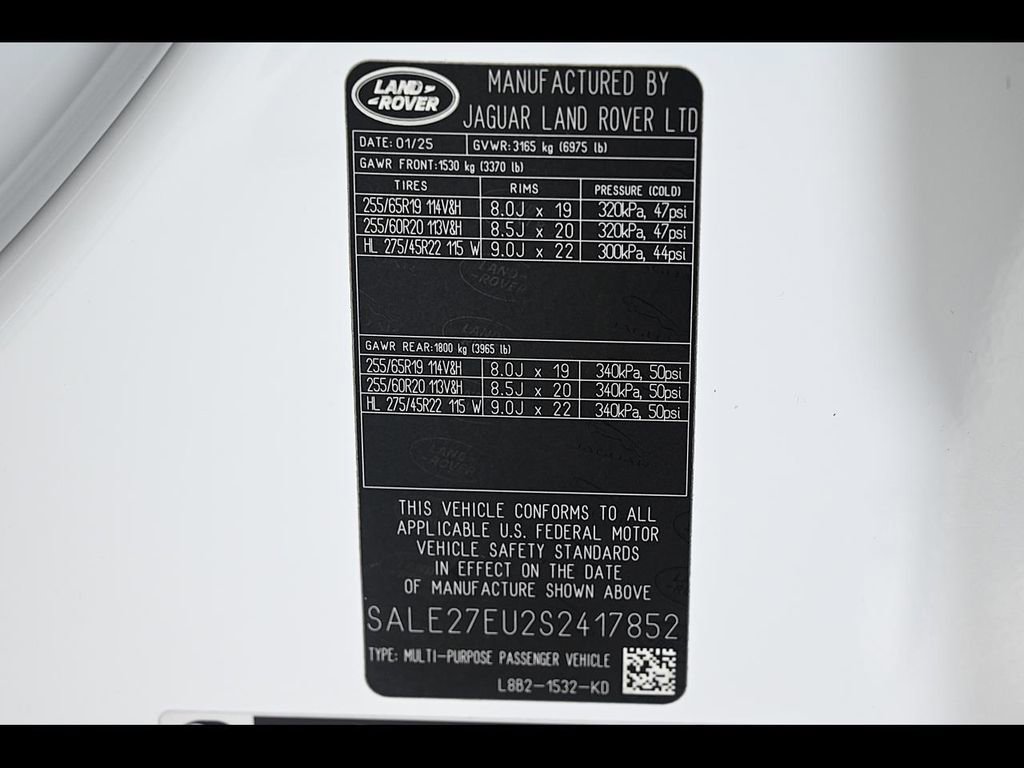 LAND-
-ROVER
MANUFACTURED BY
JAGUAR LAND ROVER LTD
DATE: 01/25 GVWR: 3165 kg (6975 lb)
GAWR FRONT: 1530 kg (3370 lb)
TIRES RIMS PRESSURE (COLD)
255/65R19 114V&H 8.0J x 19 320kPa, 47psi
255/60R20 113V&H 8.5J x 20 320kPa, 47psi
HL 275/45R22 115 W 9.0J x 22 300kPa, 44psi
GAWR REAR: 1800 kg (3965 lb)
255/65R19 114V&H 8.0J x 19 340kPa, 50psi
255/60R20 113V&H 8.5J x 20 340kPa, 50psi
HL 275/45R22 115 W 9.0J x 22 340kPa, 50psi
THIS VEHICLE CONFORMS TO ALL
APPLICABLE U.S. FEDERAL MOTOR
VEHICLE SAFETY STANDARDS
IN EFFECT ON THE DATE
OF MANUFACTURE SHOWN ABOVE
SALE27EU2S2417852
TYPE: MULTI-PURPOSE PASSENGER VEHICLE
L8B2-1532-KD